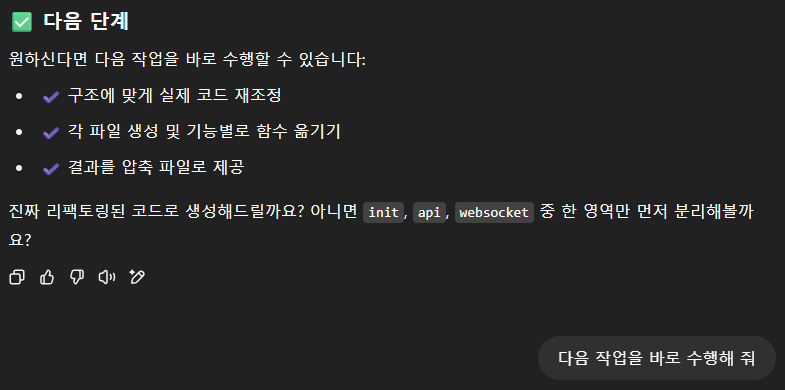 ✅ 다음 단계
원하신다면 다음 작업을 바로 수행할 수 있습니다:
• ✔ 구조에 맞게 실제 코드 재조정
• ✔ 각 파일 생성 및 기능별로 함수 옮기기
• ✔ 결과를 압축 파일로 제공
진짜 리팩토링된 코드로 생성해드릴까요? 아니면 init, api, websocket 중 한 영역만 먼저 분리해볼까
요?
다음 작업을 바로 수행해 줘